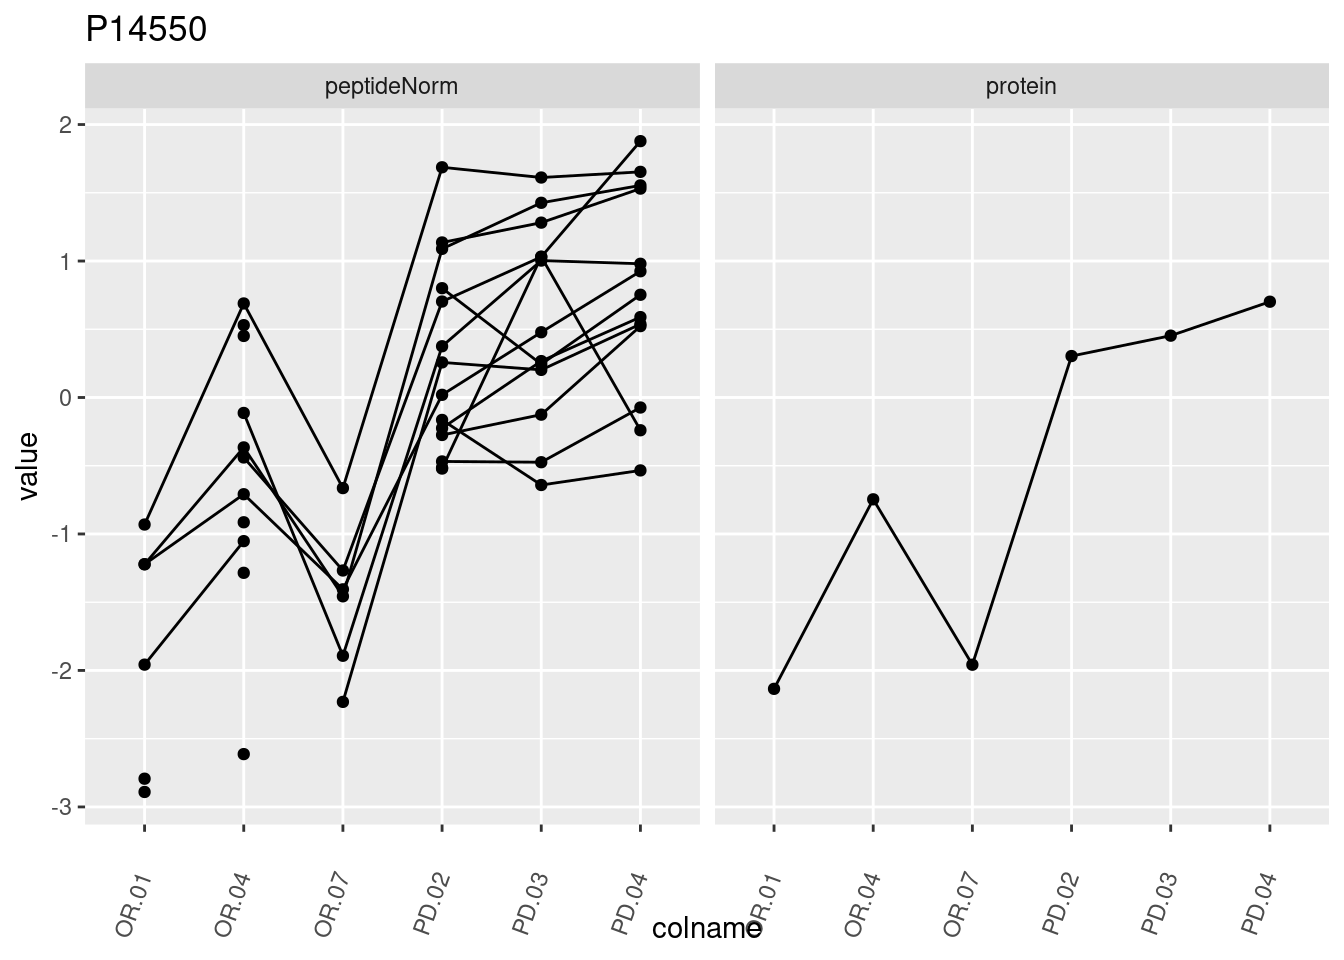 P14550
peptideNorm protein
2
1
0
-1
-2
-3
value
OR.01 OR.04 OR.07 PD.02 PD.03 PD.04 OR.01 OR.04 OR.07 PD.02 PD.03 PD.04
colname